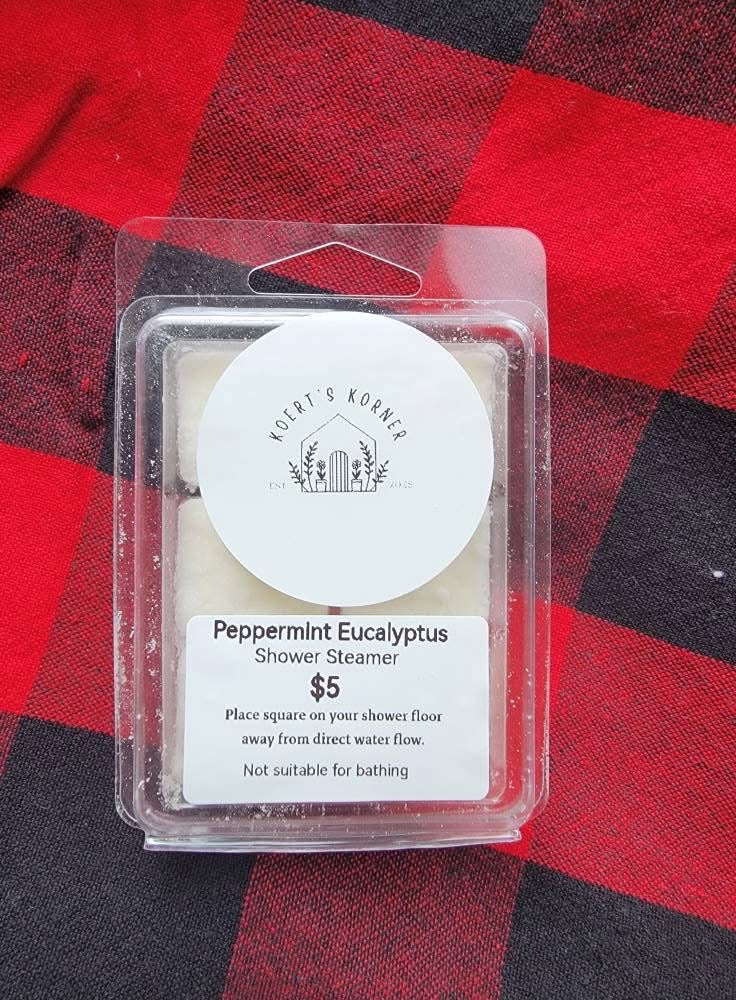 KOERT'S KORNER
EST 2025
Peppermint Eucalyptus
Shower Steamer
$5
Place square on your shower floor
away from direct water flow.
Not suitable for bathing